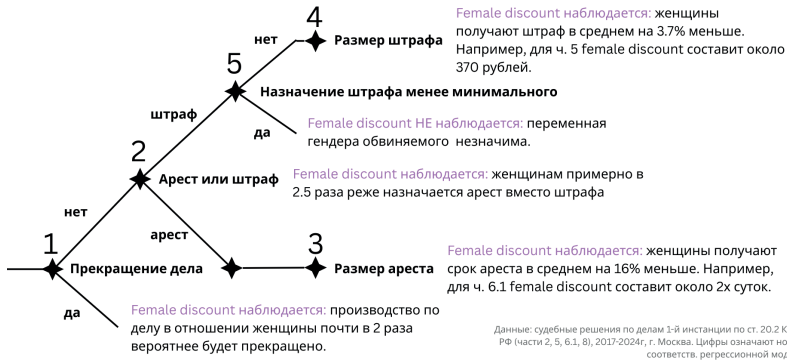 4
Female discount наблюдается: женщины
получают штраф в среднем на 3.7% меньше.
Например, для ч. 5 female discount составит около
370 рублей.
нет
Размер штрафа
5
Назначение штрафа менее минимального
штраф
да
Female discount НЕ наблюдается: переменная
гендера обвиняемого незначима.
2
Арест или штраф
Female discount наблюдается: женщинам примерно в
2.5 раза реже назначается арест вместо штрафа
нет
арест
1
Прекращение дела
3
Размер ареста
Female discount наблюдается: женщины получают
срок ареста в среднем на 16% меньше. Например,
для ч. 6.1 female discount составит около 2х суток.
да
Female discount наблюдается: производство по
делу в отношении женщины почти в 2 раза
вероятнее будет прекращено.
Данные: судебные решения по делам 1-й инстанции по ст. 20.2 К
РФ (части 2, 5, 6.1, 8), 2017-2024г, г. Москва. Цифры означают но
соответв. регрессионной мод